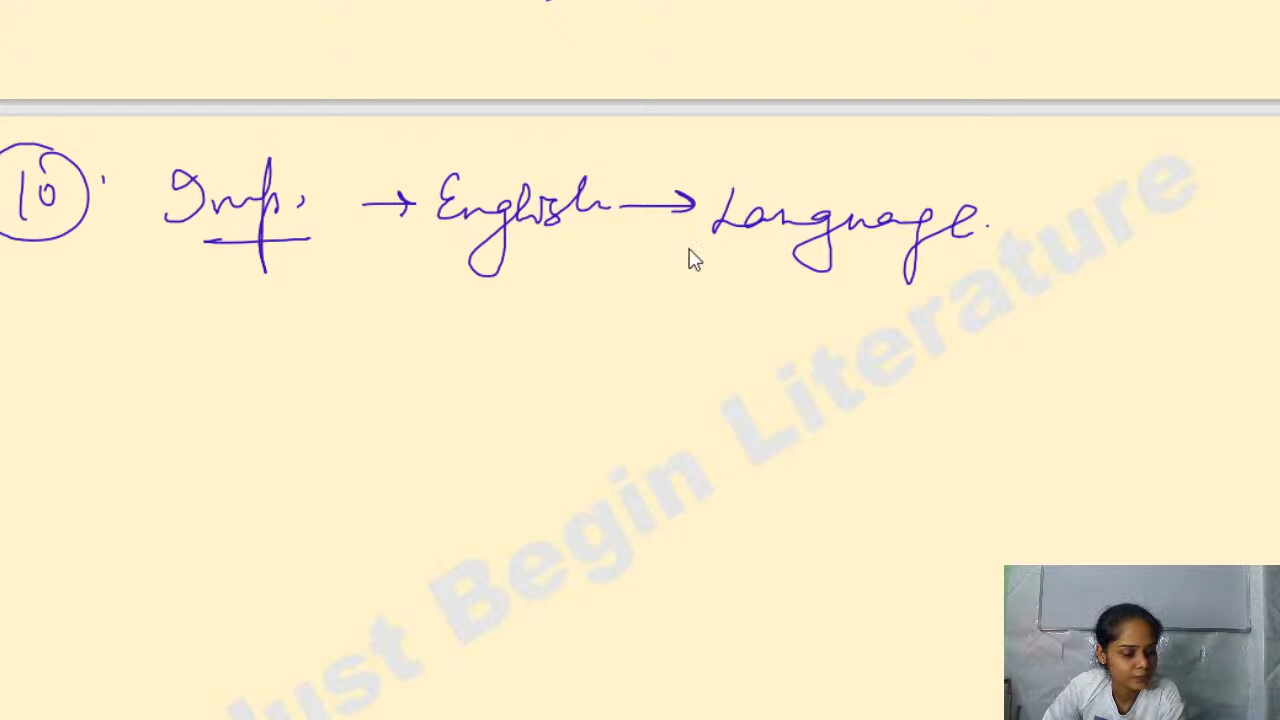 10. Imp. → English → Language.
Just Begin Literature